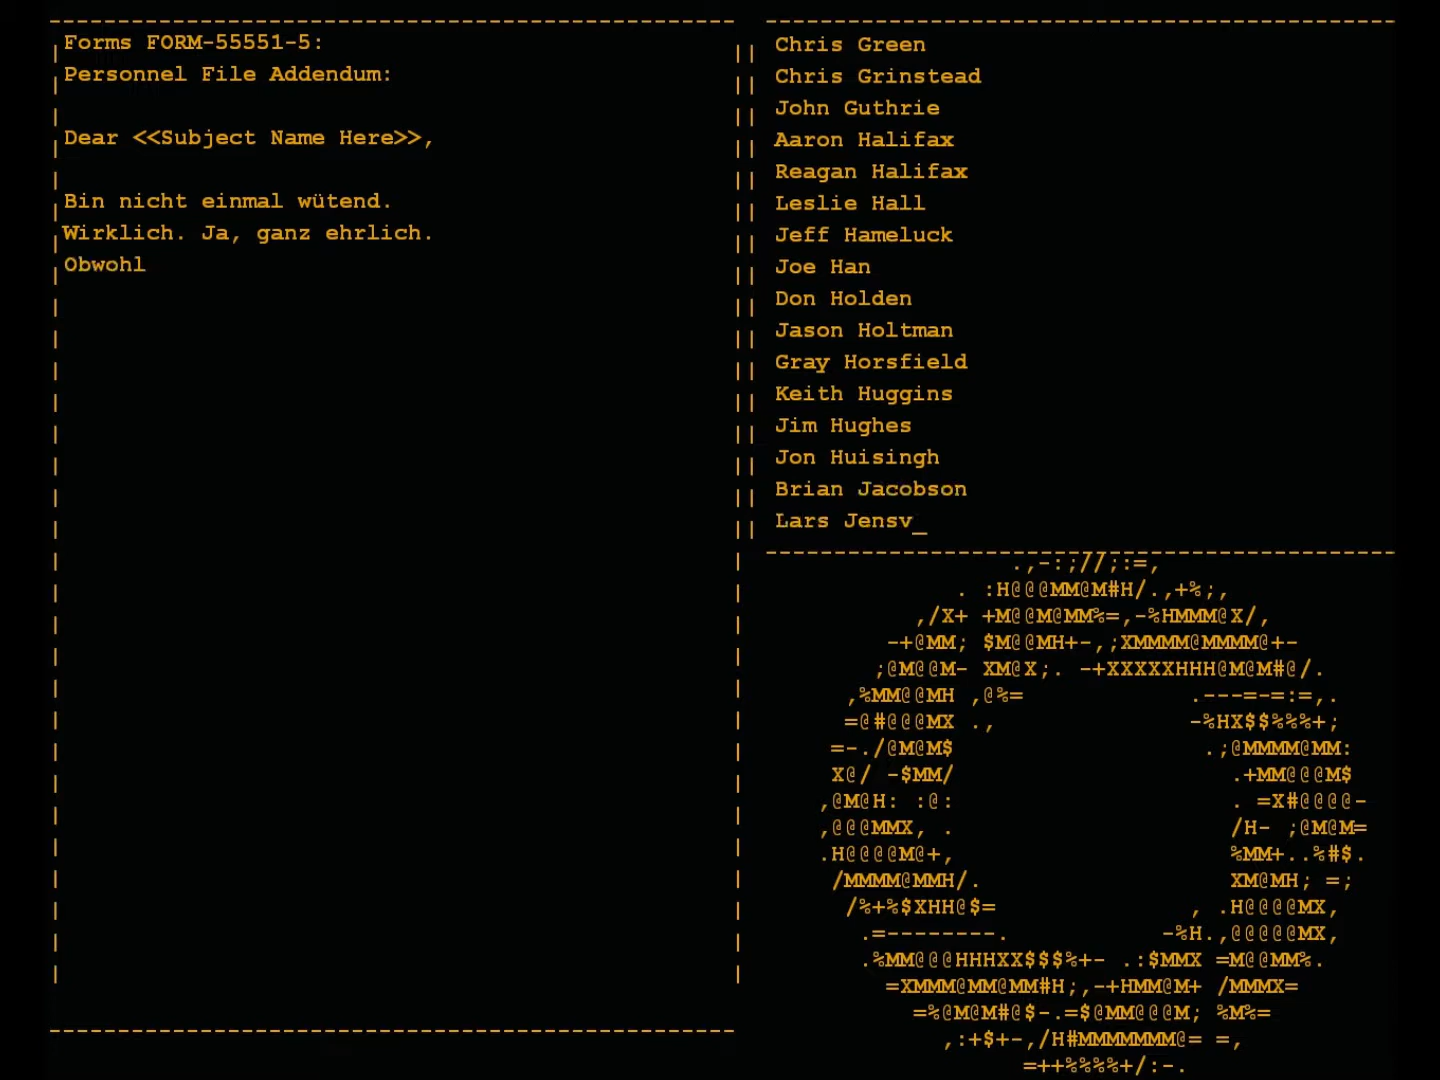 Forms FORM-55551-5:
Personnel File Addendum:
Dear <<Subject Name Here>>,
Bin nicht einmal wütend.
Wirklich. Ja, ganz ehrlich.
Obwohl
Chris Green
Chris Grinstead
John Guthrie
Aaron Halifax
Reagan Halifax
Leslie Hall
Jeff Hameluck
Joe Han
Don Holden
Jason Holtman
Gray Horsfield
Keith Huggins
Jim Hughes
Jon Huisingh
Brian Jacobson
Lars Jensv_